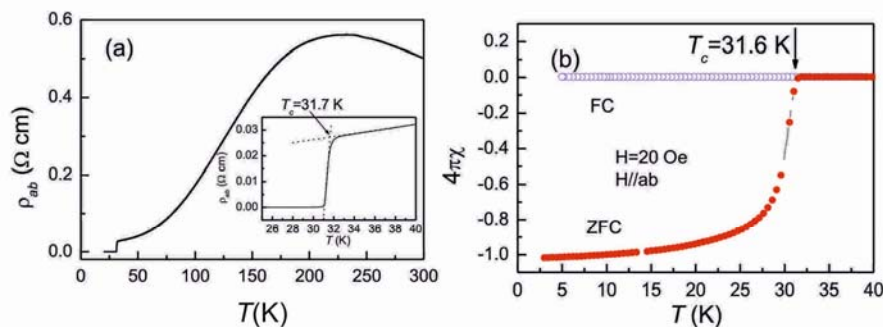 (a)
0.6
0.4
0.2
0.0
ρab (Ω cm)
50 100 150 200 250 300
T(K)
Tc=31.7 K
0.03
0.02
0.01
0.00
ρab (Ω cm)
26 28 30 32 34 36 38 40
T (K)
(b)
Tc=31.6 K
0.2
0.0
-0.2
-0.4
-0.6
-0.8
-1.0
4πχ
FC
H=20 Oe
H//ab
ZFC
0 5 10 15 20 25 30 35 40
T (K)